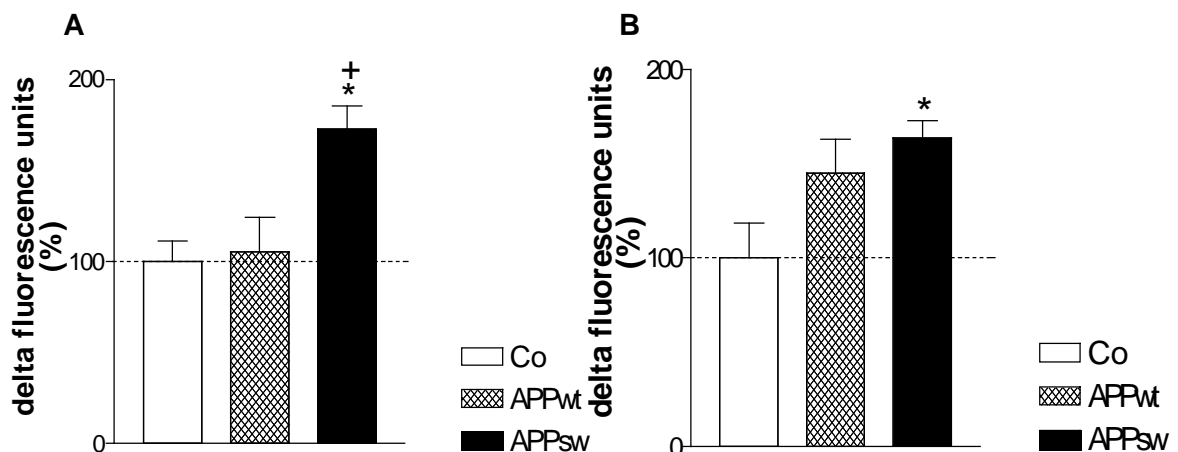 A
delta fluorescence units
(%)
200
100
0
+
*
Co
APPwt
APPsw
B
delta fluorescence units
(%)
200
100
0
*
Co
APPwt
APPsw